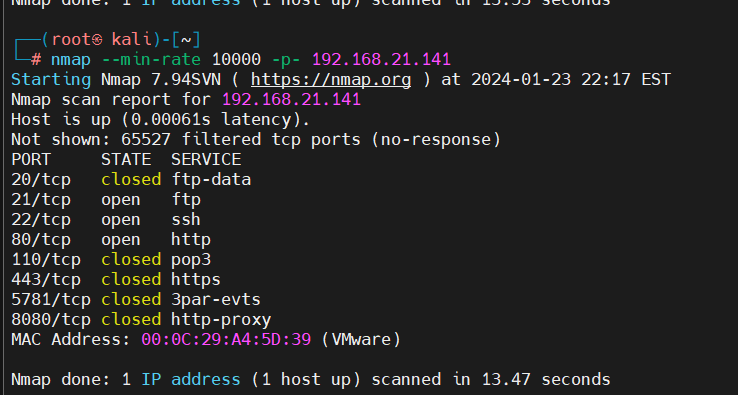 Nmap done: 1 IP address (1 host up) scanned in 13.53 seconds
┌──(root㉿ kali)-[~]
└─# nmap --min-rate 10000 -p- 192.168.21.141
Starting Nmap 7.94SVN ( https://nmap.org ) at 2024-01-23 22:17 EST
Nmap scan report for 192.168.21.141
Host is up (0.00061s latency).
Not shown: 65527 filtered tcp ports (no-response)
PORT     STATE  SERVICE
20/tcp   closed ftp-data
21/tcp   open   ftp
22/tcp   open   ssh
80/tcp   open   http
110/tcp  closed pop3
443/tcp  closed https
5781/tcp closed 3par-evts
8080/tcp closed http-proxy
MAC Address: 00:0C:29:A4:5D:39 (VMware)
Nmap done: 1 IP address (1 host up) scanned in 13.47 seconds